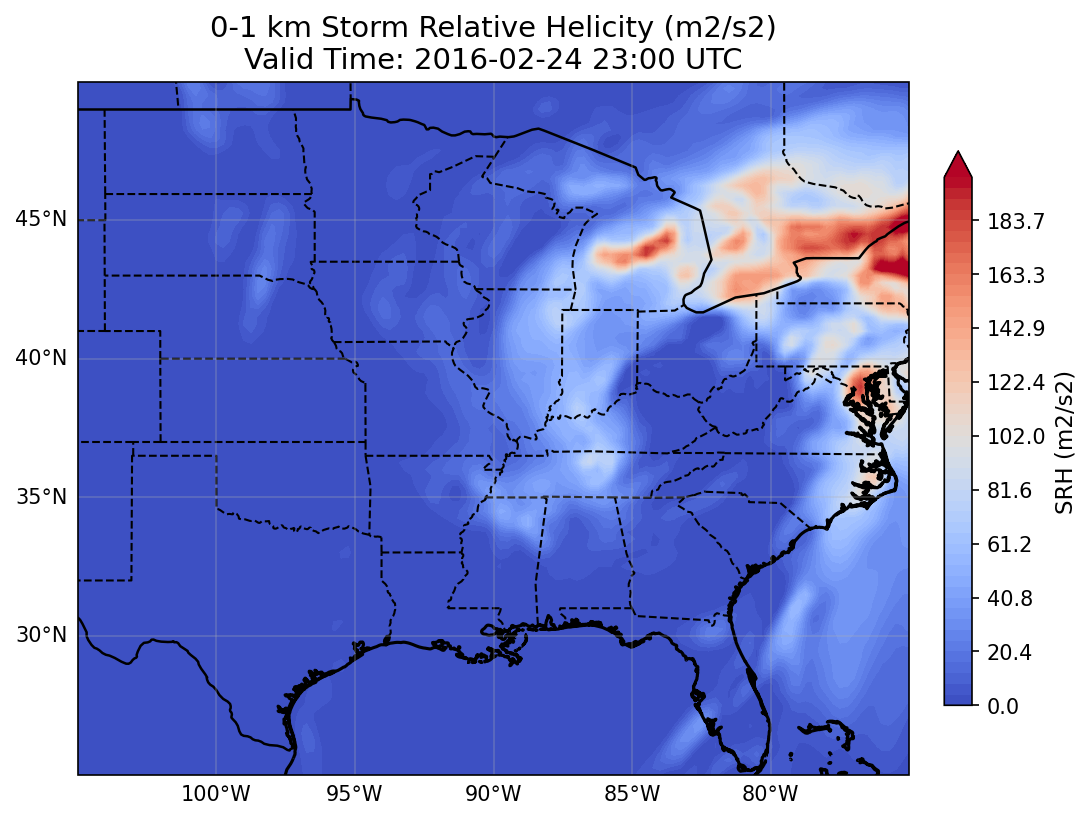 0-1 km Storm Relative Helicity (m2/s2)
Valid Time: 2016-02-24 23:00 UTC
45°N
40°N
35°N
30°N
100°W
95°W
90°W
85°W
80°W
183.7
163.3
142.9
122.4
102.0
81.6
61.2
40.8
20.4
0.0
SRH (m2/s2)